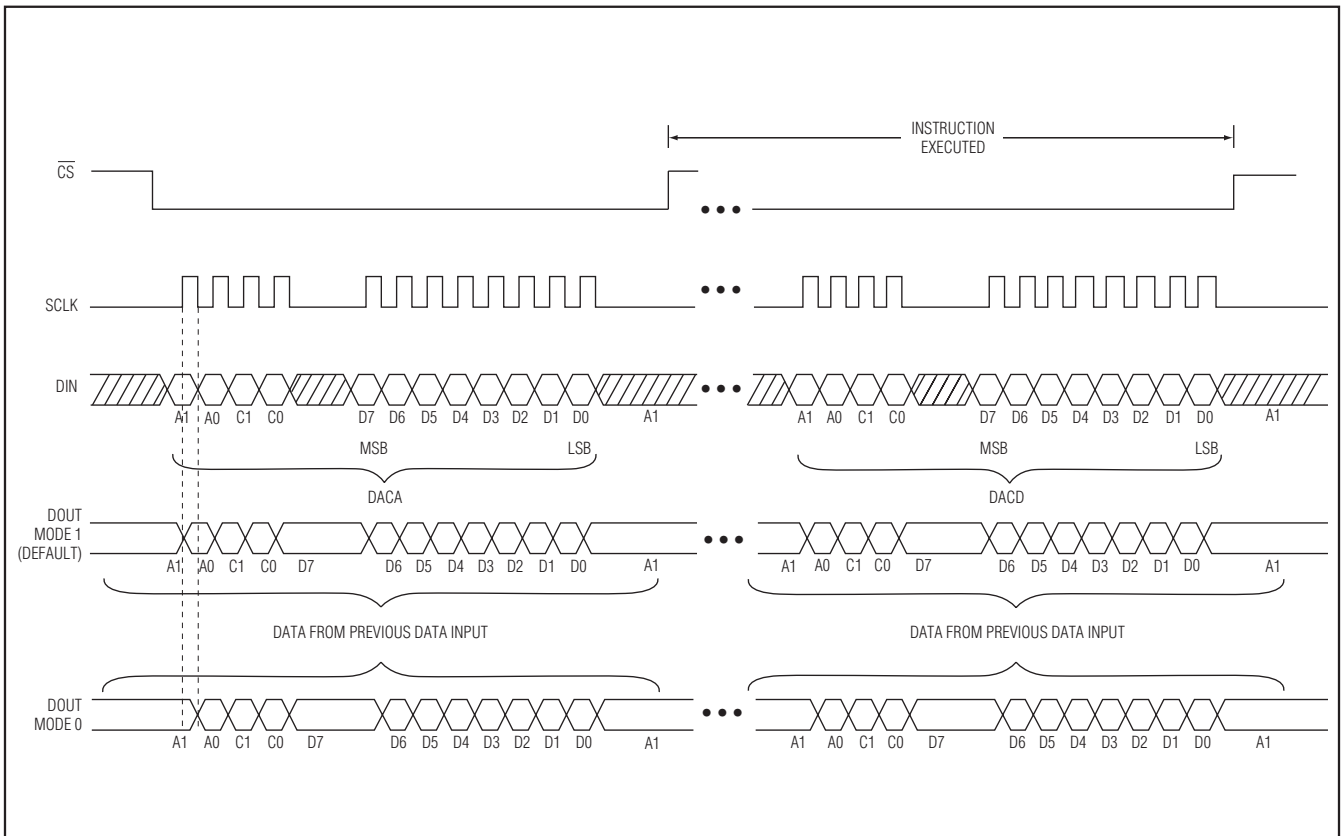 INSTRUCTION
EXECUTED
CS
SCLK
DIN
A1 A0 C1 C0 D7 D6 D5 D4 D3 D2 D1 D0 A1 A1 A0 C1 C0 D7 D6 D5 D4 D3 D2 D1 D0 A1
MSB LSB MSB LSB
DACA DACD
DOUT
MODE 1
(DEFAULT)
A1 A0 C1 C0 D7 D6 D5 D4 D3 D2 D1 D0 A1 A1 A0 C1 C0 D7 D6 D5 D4 D3 D2 D1 D0 A1
DATA FROM PREVIOUS DATA INPUT DATA FROM PREVIOUS DATA INPUT
DOUT
MODE 0
A1 A0 C1 C0 D7 D6 D5 D4 D3 D2 D1 D0 A1 A1 A0 C1 C0 D7 D6 D5 D4 D3 D2 D1 D0 A1